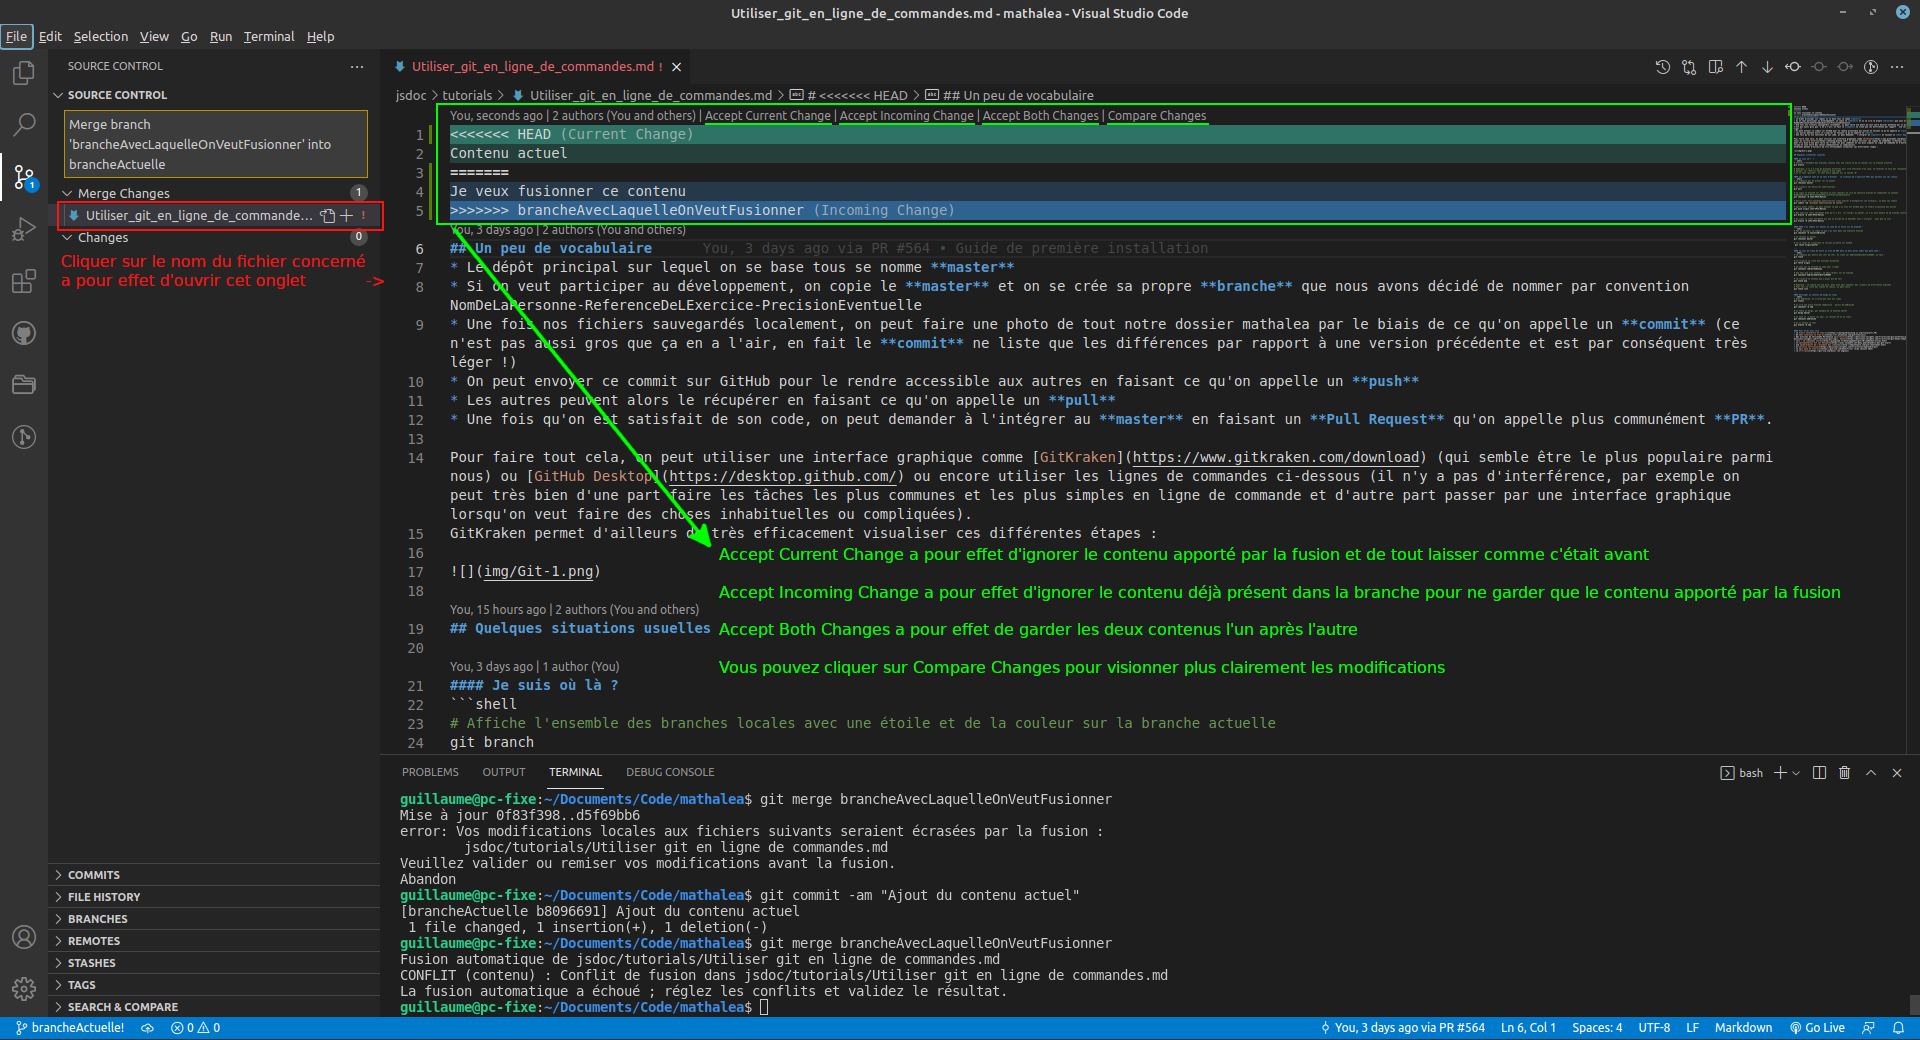 Utiliser_git_en_ligne_de_commandes.md - mathalea - Visual Studio Code
File Edit Selection View Go Run Terminal Help
SOURCE CONTROL
SOURCE CONTROL
Merge branch
'brancheAvecLaquelleOnVeutFusionner' into
brancheActuelle
Merge Changes 1
Utiliser_git_en_ligne_de_commande... !
Changes 0
Cliquer sur le nom du fichier concerné
a pour effet d'ouvrir cet onglet ->
COMMITS
FILE HISTORY
BRANCHES
REMOTES
STASHES
TAGS
SEARCH & COMPARE
Utiliser_git_en_ligne_de_commandes.md !
jsdoc > tutorials > Utiliser_git_en_ligne_de_commandes.md > # <<<<<<< HEAD > ## Un peu de vocabulaire
You, seconds ago | 2 authors (You and others) | Accept Current Change | Accept Incoming Change | Accept Both Changes | Compare Changes
1 <<<<<<< HEAD (Current Change)
2 Contenu actuel
3 =======
4 Je veux fusionner ce contenu
5 >>>>>>> brancheAvecLaquelleOnVeutFusionner (Incoming Change)
You, 3 days ago | 2 authors (You and others)
6 ## Un peu de vocabulaire You, 3 days ago via PR #564 • Guide de première installation
7 * Le dépôt principal sur lequel on se base tous se nomme **master**
8 * Si on veut participer au développement, on copie le **master** et on se crée sa propre **branche** que nous avons décidé de nommer par convention
NomDeLaPersonne-ReferenceDeLExercice-PrecisionEventuelle
9 * Une fois nos fichiers sauvegardés localement, on peut faire une photo de tout notre dossier mathalea par le biais de ce qu'on appelle un **commit** (ce
n'est pas aussi gros que ça en a l'air, en fait le **commit** ne liste que les différences par rapport à une version précédente et est par conséquent très
léger !)
10 * On peut envoyer ce commit sur GitHub pour le rendre accessible aux autres en faisant ce qu'on appelle un **push**
11 * Les autres peuvent alors le récupérer en faisant ce qu'on appelle un **pull**
12 * Une fois qu'on est satisfait de son code, on peut demander à l'intégrer au **master** en faisant un **Pull Request** qu'on appelle plus communément **PR**.
13
14 Pour faire tout cela, on peut utiliser une interface graphique comme [GitKraken](https://www.gitkraken.com/download) (qui semble être le plus populaire parmi
nous) ou [GitHub Desktop](https://desktop.github.com/) ou encore utiliser les lignes de commandes ci-dessous (il n'y a pas d'interférence, par exemple on
peut très bien d'une part faire les tâches les plus communes et les plus simples en ligne de commande et d'autre part passer par une interface graphique
lorsqu'on veut faire des choses inhabituelles ou compliquées).
15 GitKraken permet d'ailleurs de très efficacement visualiser ces différentes étapes :
16
Accept Current Change a pour effet d'ignorer le contenu apporté par la fusion et de tout laisser comme c'était avant
17 ![](img/Git-1.png)
18
Accept Incoming Change a pour effet d'ignorer le contenu déjà présent dans la branche pour ne garder que le contenu apporté par la fusion
You, 15 hours ago | 2 authors (You and others)
19 ## Quelques situations usuelles
Accept Both Changes a pour effet de garder les deux contenus l'un après l'autre
20
You, 3 days ago | 1 author (You)
Vous pouvez cliquer sur Compare Changes pour visionner plus clairement les modifications
21 #### Je suis où là ?
22 ```shell
23 # Affiche l'ensemble des branches locales avec une étoile et de la couleur sur la branche actuelle
24 git branch
PROBLEMS OUTPUT TERMINAL DEBUG CONSOLE bash
guillaume@pc-fixe:~/Documents/Code/mathalea$ git merge brancheAvecLaquelleOnVeutFusionner
Mise à jour 0f83f398..d5f69bb6
error: Vos modifications locales aux fichiers suivants seraient écrasées par la fusion :
jsdoc/tutorials/Utiliser git en ligne de commandes.md
Veuillez valider ou remiser vos modifications avant la fusion.
Abandon
guillaume@pc-fixe:~/Documents/Code/mathalea$ git commit -am "Ajout du contenu actuel"
[brancheActuelle b8096691] Ajout du contenu actuel
1 file changed, 1 insertion(+), 1 deletion(-)
guillaume@pc-fixe:~/Documents/Code/mathalea$ git merge brancheAvecLaquelleOnVeutFusionner
Fusion automatique de jsdoc/tutorials/Utiliser git en ligne de commandes.md
CONFLIT (contenu) : Conflit de fusion dans jsdoc/tutorials/Utiliser git en ligne de commandes.md
La fusion automatique a échoué ; réglez les conflits et validez le résultat.
guillaume@pc-fixe:~/Documents/Code/mathalea$
brancheActuelle! 0 0 You, 3 days ago via PR #564 Ln 6, Col 1 Spaces: 4 UTF-8 LF Markdown Go Live